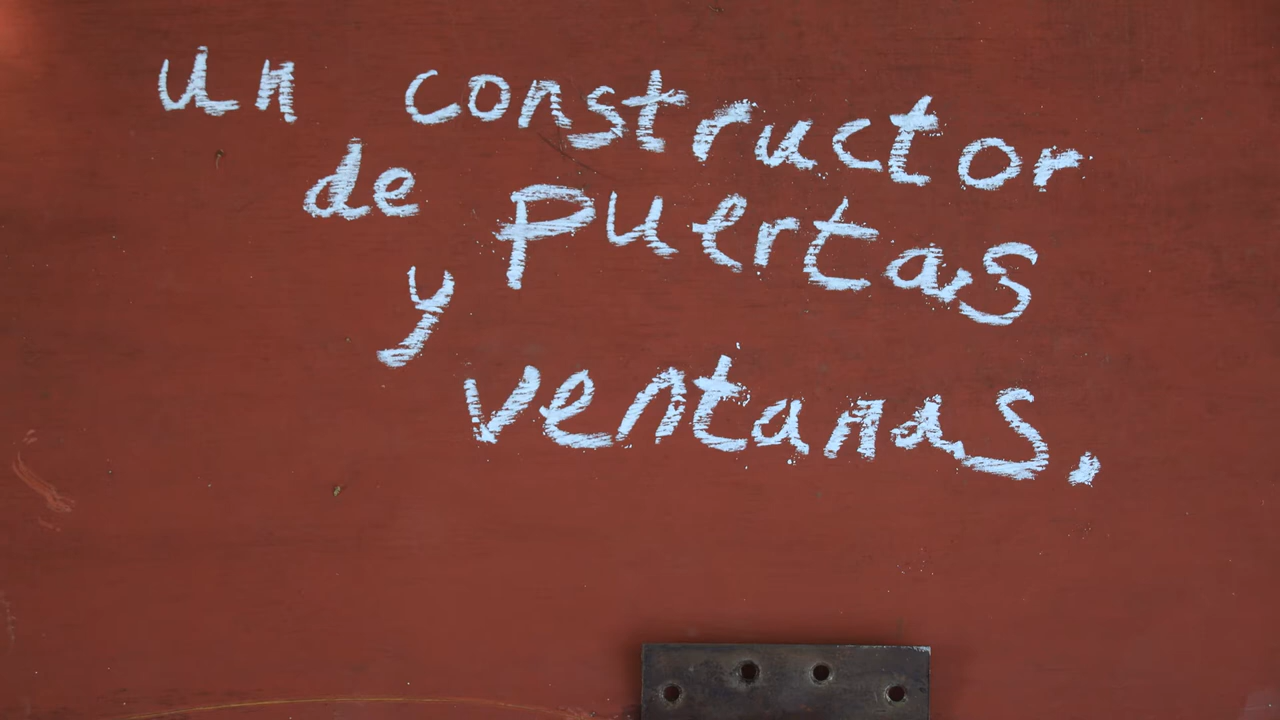 un constructor
de puertas
y
ventanas.